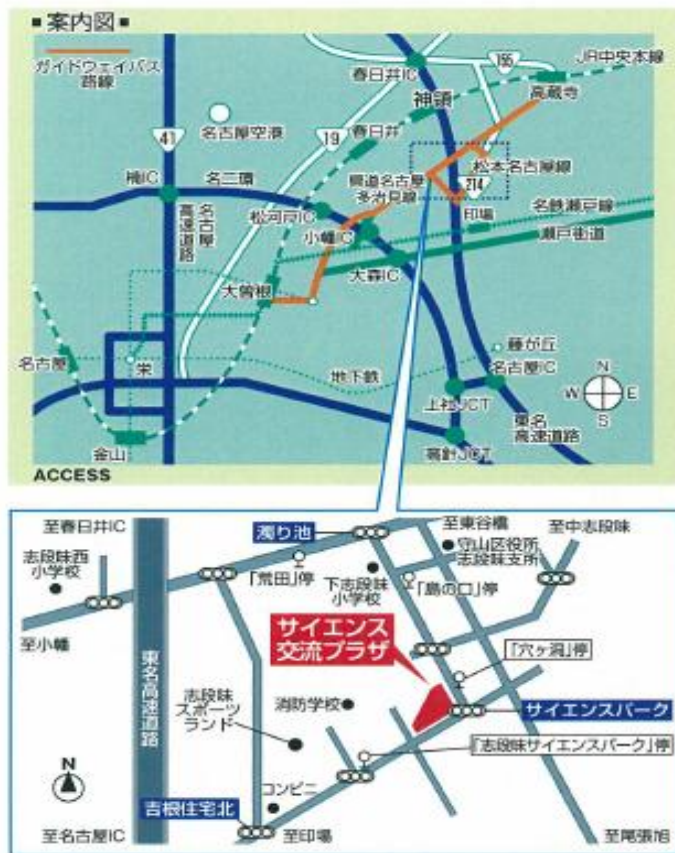 案内図
ガイドウェイバス
路線
155
JR中央本線
春日井IC
高蔵寺
神領
41
名古屋空港
19
春日井
松本名古屋線
楠IC
名二環
県道名古屋
多治見線
214
印場
名鉄瀬戸線
松河戸IC
小幡IC
瀬戸街道
名古屋
高速道路
大森IC
大曽根
名古屋
栄
藤が丘
地下鉄
名古屋IC
N
W
E
S
上社JCT
東名
高速道路
金山
高針JCT
ACCESS
至春日井IC
濁り池
至東谷橋
至中志段味
志段味西
小学校
守山区役所
志段味支所
「荒田」停
下志段味
小学校
「島の口」停
至小幡
サイエンス
交流プラザ
「穴ヶ洞」停
東名高速道路
志段味
スポーツ
ランド
消防学校
サイエンスパーク
「志段味サイエンスパーク」停
N
コンビニ
吉根住宅北
至名古屋IC
至印場
至尾張旭